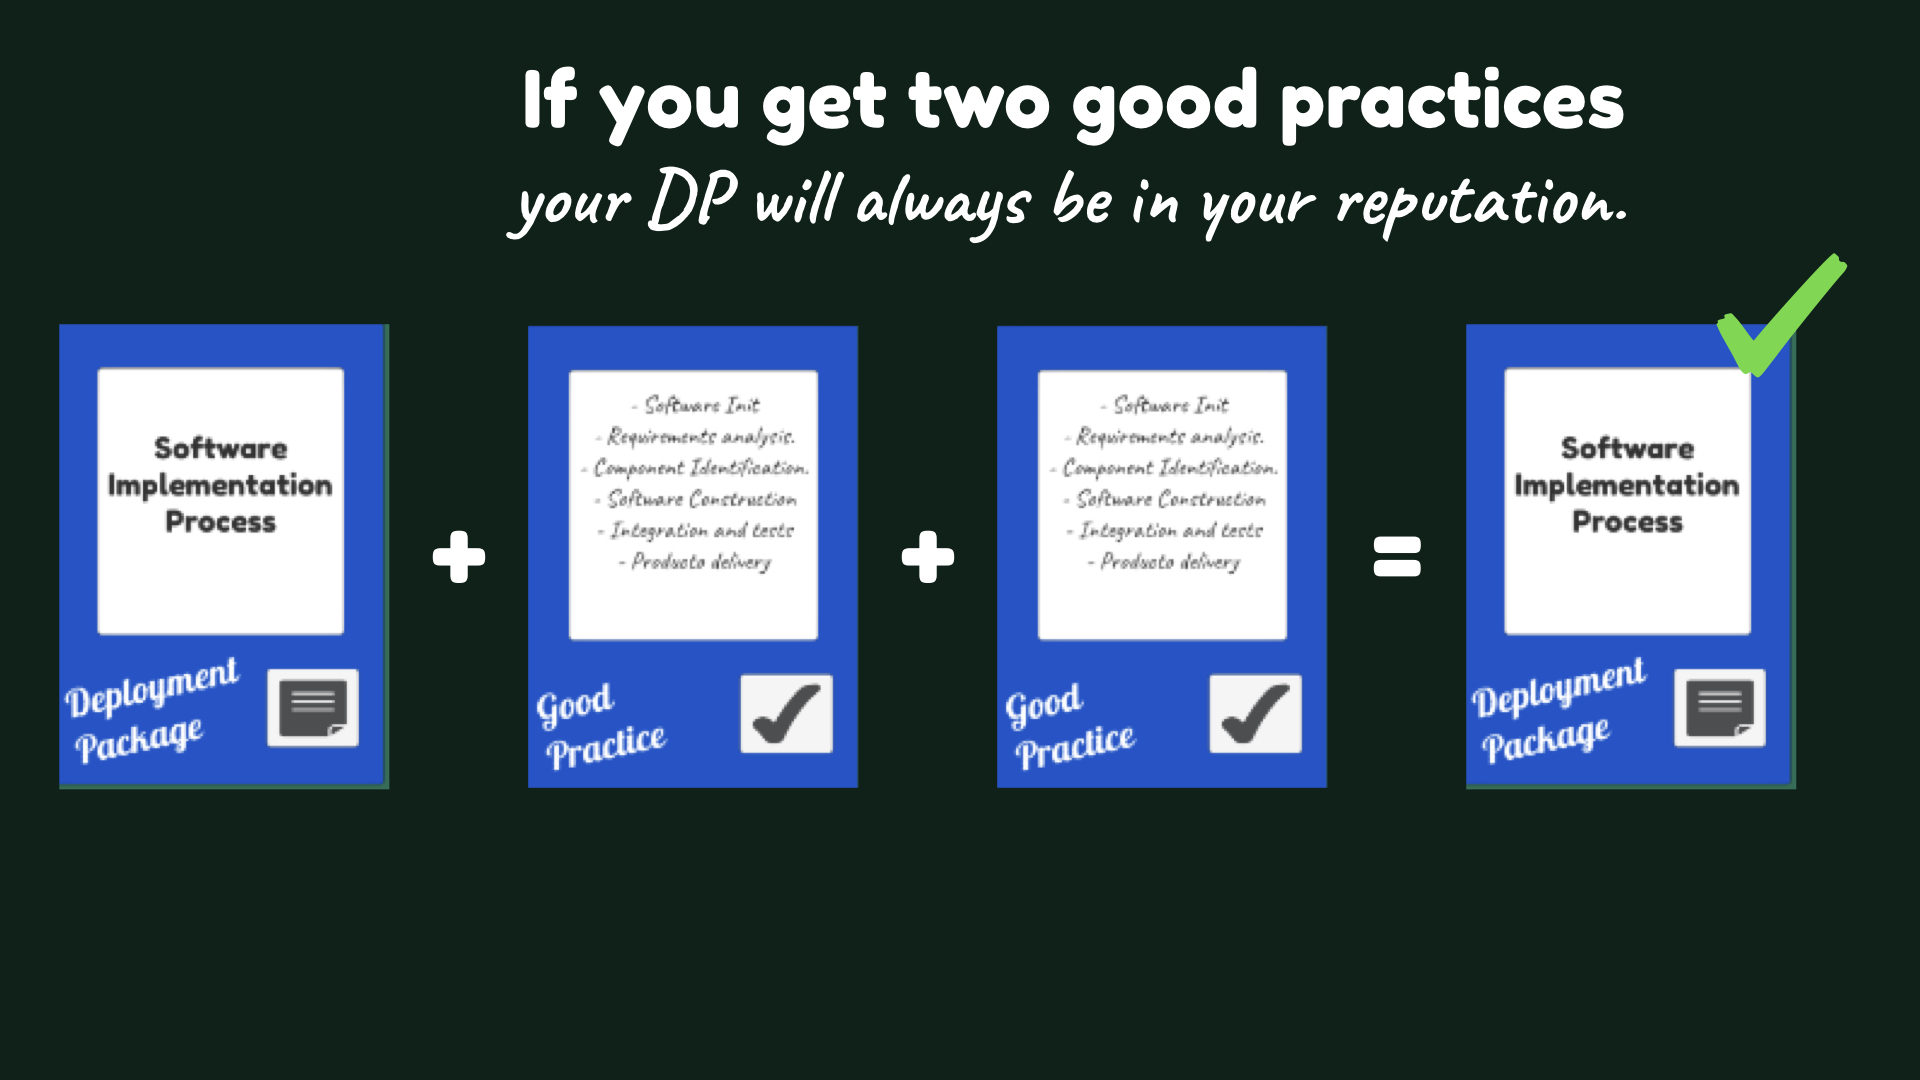 If you get two good practices
your DP will always be in your reputation.
Software
Implementation
Process
Deployment
Package
+
- Software Init
- Requirements analysis.
- Component Identification.
- Software Construction
- Integration and tests
- Producto delivery
Good
Practice
+
- Software Init
- Requirements analysis.
- Component Identification.
- Software Construction
- Integration and tests
- Producto delivery
Good
Practice
=
Software
Implementation
Process
Deployment
Package